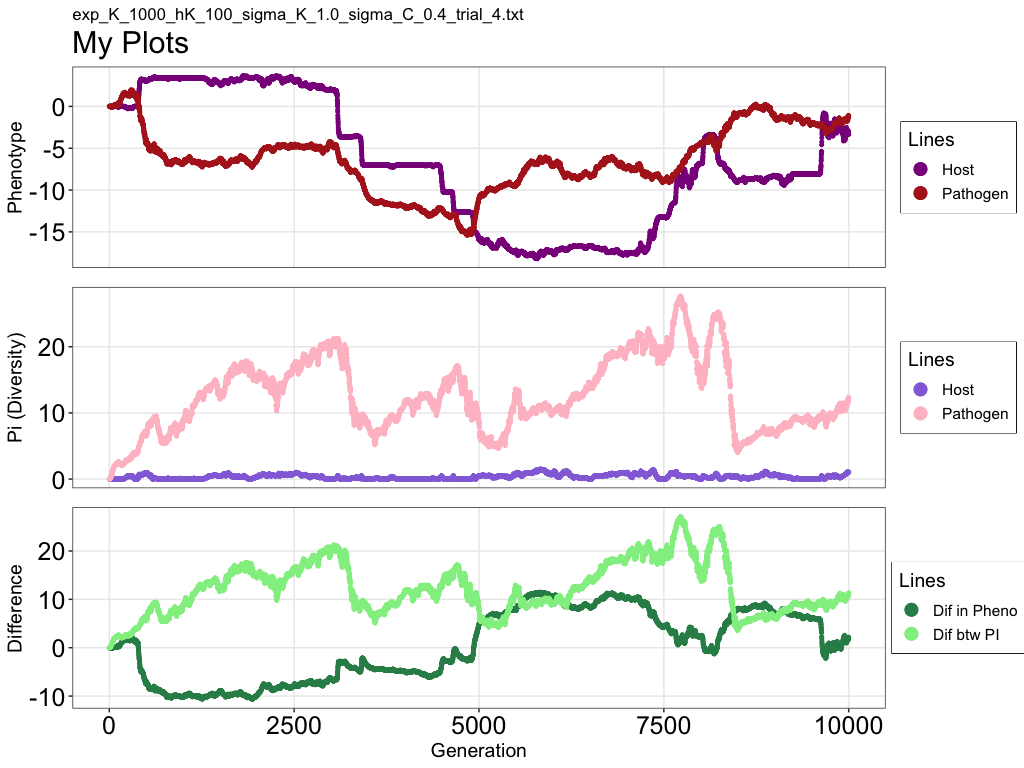 exp_K_1000_hK_100_sigma_K_1.0_sigma_C_0.4_trial_4.txt
My Plots
Phenotype
0
-5
-10
-15
Lines
Host
Pathogen
Pi (Diversity)
20
10
0
Lines
Host
Pathogen
Difference
20
10
0
-10
Lines
Dif in Pheno
Dif btw PI
0 2500 5000 7500 10000
Generation